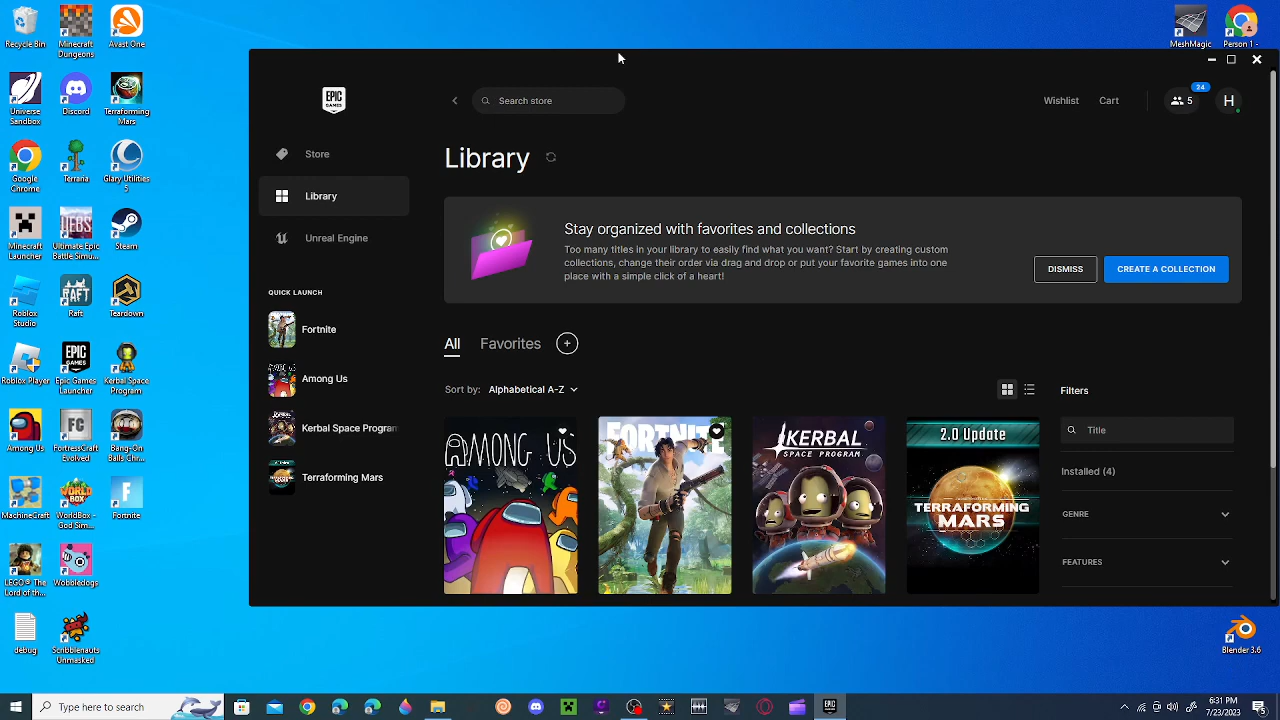 Recycle Bin
Minecraft
Dungeons
Avast One
MeshMagic
Person 1 -
Universe
Sandbox
Discord
Terraforming
Mars
Google
Chrome
Terraria
Glary Utilities
5
Minecraft
Launcher
Ultimate Epic
Battle Simu...
Steam
Roblox
Studio
Raft
Teardown
Roblox Player
Epic Games
Launcher
Kerbal Space
Program
Among Us
FortressCraft
Evolved
Bang-On
Balls Chr...
MachineCraft
WorldBox
- God Sim...
Fortnite
LEGO® The
Lord of th...
Wobbledogs
debug
Scribblenauts
Unmasked
Blender 3.6
EPIC
GAMES
Search store
Wishlist
Cart
5
24
H
Store
Library
Unreal Engine
QUICK LAUNCH
Fortnite
Among Us
Kerbal Space Program
Terraforming Mars
Library
Stay organized with favorites and collections
Too many titles in your library to easily find what you want? Start by creating custom
collections, change their order via drag and drop or put your favorite games into one
place with a simple click of a heart!
DISMISS
CREATE A COLLECTION
All
Favorites
Sort by: Alphabetical A-Z
Filters
Title
Installed (4)
GENRE
FEATURES
AMONG US
FORTNITE
KERBAL
SPACE PROGRAM
2.0 Update
TERRAFORMING
MARS
Type here to search
6:31 PM
7/23/2023